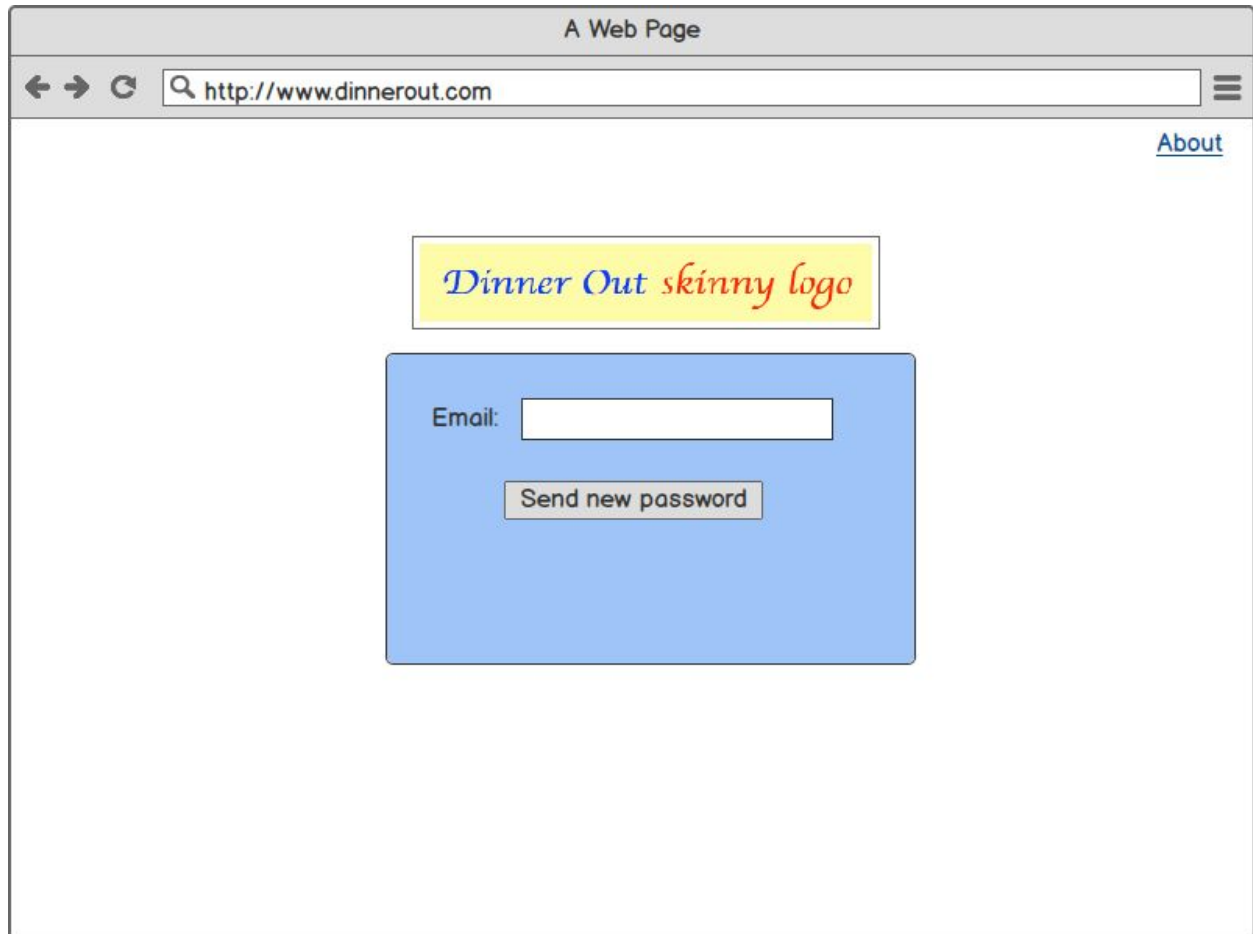 A Web Page
http://www.dinnerout.com
About
Dinner Out skinny logo
Email:
Send new password